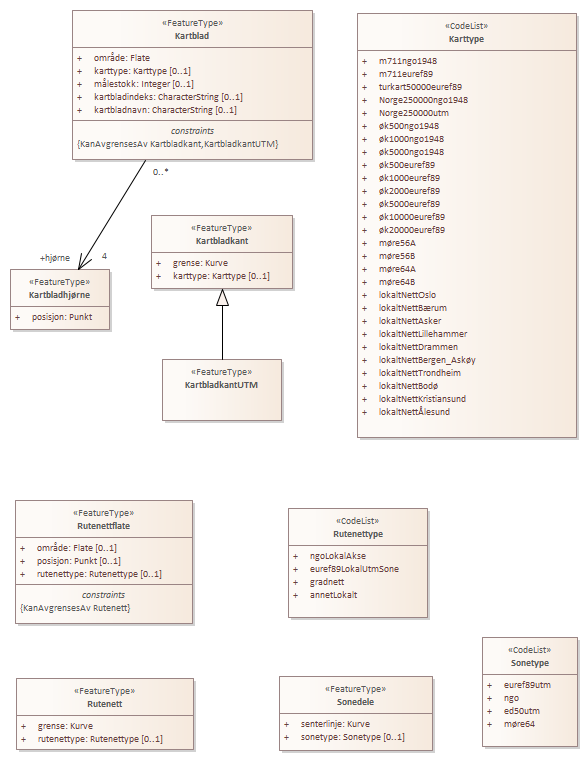 «FeatureType»
Kartblad
+ område: Flate
+ karttype: Karttype [0..1]
+ målestokk: Integer [0..1]
+ kartbladindeks: CharacterString [0..1]
+ kartbladnavn: CharacterString [0..1]
constraints
{KanAvgrensesAv Kartbladkant,KartbladkantUTM}
0..*
+hjørne
4
«FeatureType»
Kartbladhjørne
+ posisjon: Punkt
«FeatureType»
Kartbladkant
+ grense: Kurve
+ karttype: Karttype [0..1]
«FeatureType»
KartbladkantUTM
«CodeList»
Karttype
+ m711ngo1948
+ m711euref89
+ turkart50000euref89
+ Norge250000ngo1948
+ Norge250000utm
+ øk500ngo1948
+ øk1000ngo1948
+ øk5000ngo1948
+ øk500euref89
+ øk1000euref89
+ øk2000euref89
+ øk5000euref89
+ øk10000euref89
+ øk20000euref89
+ møre56A
+ møre56B
+ møre64A
+ møre64B
+ lokaltNettOslo
+ lokaltNettBærum
+ lokaltNettAsker
+ lokaltNettLillehammer
+ lokaltNettDrammen
+ lokaltNettBergen_Askøy
+ lokaltNettTrondheim
+ lokaltNettBodø
+ lokaltNettKristiansund
+ lokaltNettÅlesund
«FeatureType»
Rutenettflate
+ område: Flate [0..1]
+ posisjon: Punkt [0..1]
+ rutenettype: Rutenettype [0..1]
constraints
{KanAvgrensesAv Rutenett}
«CodeList»
Rutenettype
+ ngoLokalAkse
+ euref89LokalUtmSone
+ gradnett
+ annetLokalt
«FeatureType»
Rutenett
+ grense: Kurve
+ rutenettype: Rutenettype [0..1]
«FeatureType»
Sonedele
+ senterlinje: Kurve
+ sonetype: Sonetype [0..1]
«CodeList»
Sonetype
+ euref89utm
+ ngo
+ ed50utm
+ møre64